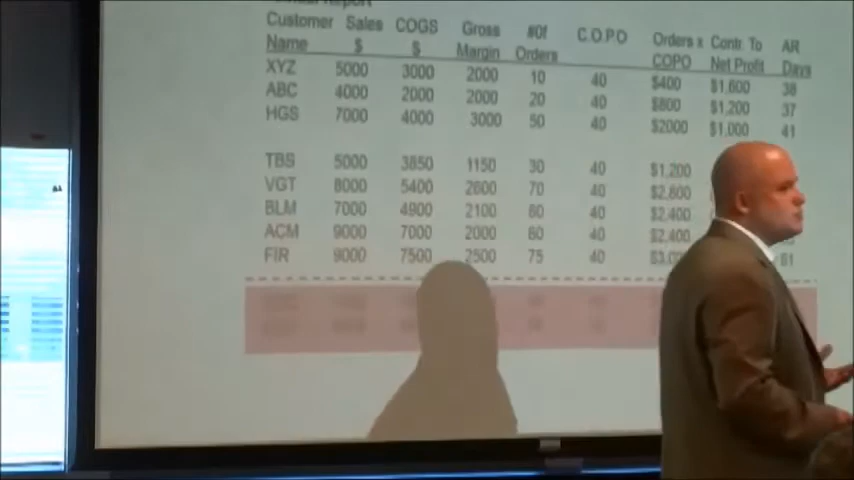 Customer Sales COGS Gross #Of C.O.P.O Orders x Contr. To AR
Name $ $ Margin Orders COPO Net Profit Days
XYZ 5000 3000 2000 10 40 $400 $1,600 38
ABC 4000 2000 2000 20 40 $800 $1,200 37
HGS 7000 4000 3000 50 40 $2000 $1,000 41
TBS 5000 3850 1150 30 40 $1,200
VGT 8000 5400 2600 70 40
BLM 7000 4900 2100 60 40 $2,400
ACM 9000 7000 2000 60 40 $2,400
FIR 9000 7500 2500 75 40